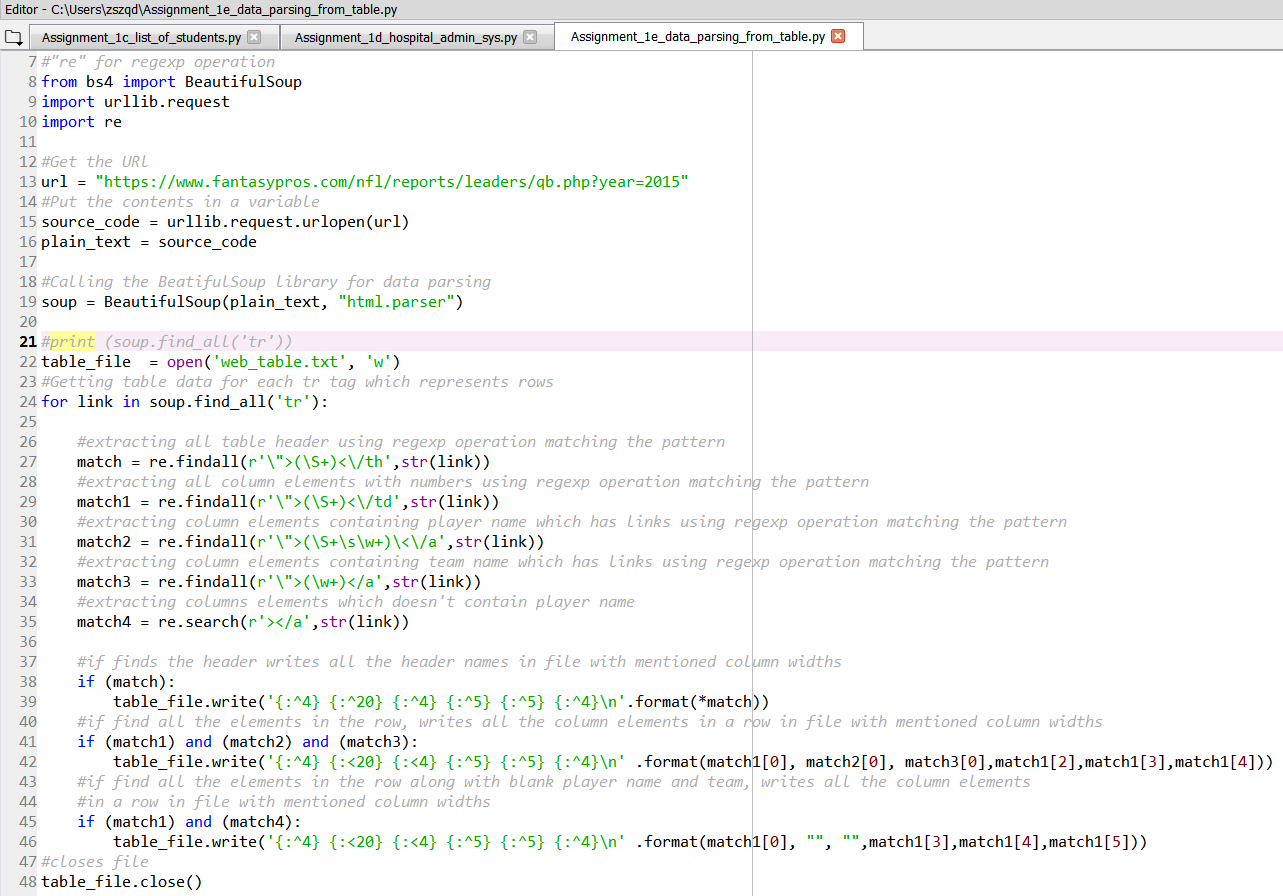 Editor - C:\Users\zszqd\Assignment_1e_data_parsing_from_table.py
Assignment_1c_list_of_students.py Assignment_1d_hospital_admin_sys.py Assignment_1e_data_parsing_from_table.py
7 #"re" for regexp operation
8 from bs4 import BeautifulSoup
9 import urllib.request
10 import re
11
12 #Get the URl
13 url = "https://www.fantasypros.com/nfl/reports/leaders/qb.php?year=2015"
14 #Put the contents in a variable
15 source_code = urllib.request.urlopen(url)
16 plain_text = source_code
17
18 #Calling the BeatifulSoup library for data parsing
19 soup = BeautifulSoup(plain_text, "html.parser")
20
21 #print (soup.find_all('tr'))
22 table_file  = open('web_table.txt', 'w')
23 #Getting table data for each tr tag which represents rows
24 for link in soup.find_all('tr'):
25
26     #extracting all table header using regexp operation matching the pattern
27     match = re.findall(r'\">(\S+)<\/th',str(link))
28     #extracting all column elements with numbers using regexp operation matching the pattern
29     match1 = re.findall(r'\">(\S+)<\/td',str(link))
30     #extracting column elements containing player name which has links using regexp operation matching the pattern
31     match2 = re.findall(r'\">(\S+\s\w+)\<\/a',str(link))
32     #extracting column elements containing team name which has links using regexp operation matching the pattern
33     match3 = re.findall(r'\">(\w+)</a',str(link))
34     #extracting columns elements which doesn't contain player name
35     match4 = re.search(r'></a',str(link))
36
37     #if finds the header writes all the header names in file with mentioned column widths
38     if (match):
39         table_file.write('{:^4} {:^20} {:^4} {:^5} {:^5} {:^4}\n'.format(*match))
40     #if find all the elements in the row, writes all the column elements in a row in file with mentioned column widths
41     if (match1) and (match2) and (match3):
42         table_file.write('{:^4} {:<20} {:<4} {:^5} {:^5} {:^4}\n' .format(match1[0], match2[0], match3[0],match1[2],match1[3],match1[4]))
43     #if find all the elements in the row along with blank player name and team, writes all the column elements
44     #in a row in file with mentioned column widths
45     if (match1) and (match4):
46         table_file.write('{:^4} {:<20} {:<4} {:^5} {:^5} {:^4}\n' .format(match1[0], "", "",match1[3],match1[4],match1[5]))
47 #closes file
48 table_file.close()